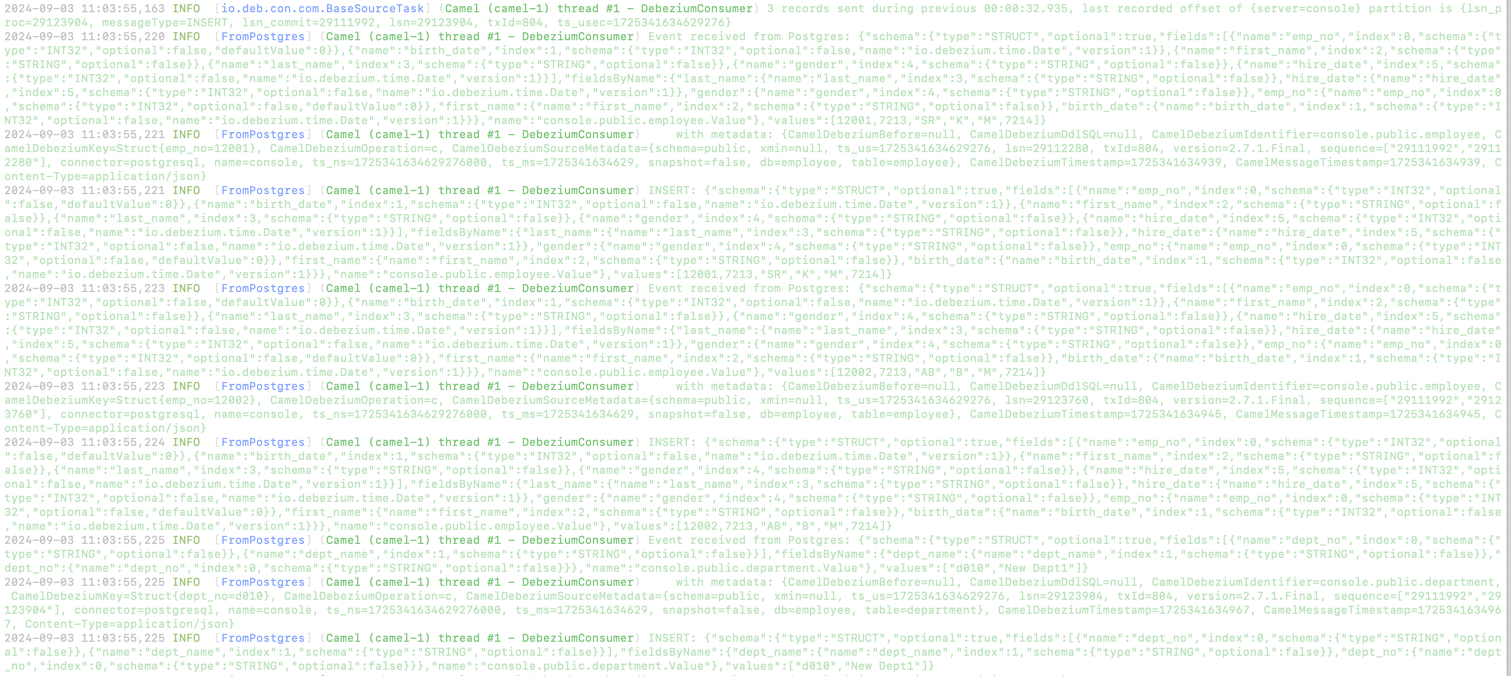 2024-09-03 11:03:55,163 INFO  [io.deb.con.com.BaseSourceTask] (Camel (camel-1) thread #1 – DebeziumConsumer) 3 records sent during previous 00:00:32.935, last recorded offset of {server=console} partition is {lsn_p
roc=29123904, messageType=INSERT, lsn_commit=29111992, lsn=29123904, txId=804, ts_usec=1725341634629276}
2024-09-03 11:03:55,220 INFO  [FromPostgres] (Camel (camel-1) thread #1 – DebeziumConsumer) Event received from Postgres: {"schema":{"type":"STRUCT","optional":true,"fields":[{"name":"emp_no","index":0,"schema":{"t
ype":"INT32","optional":false,"defaultValue":0}},{"name":"birth_date","index":1,"schema":{"type":"INT32","optional":false,"name":"io.debezium.time.Date","version":1}},{"name":"first_name","index":2,"schema":{"type"
:"STRING","optional":false}},{"name":"last_name","index":3,"schema":{"type":"STRING","optional":false}},{"name":"gender","index":4,"schema":{"type":"STRING","optional":false}},{"name":"hire_date","index":5,"schema"
:{"type":"INT32","optional":false,"name":"io.debezium.time.Date","version":1}}],"fieldsByName":{"last_name":{"name":"last_name","index":3,"schema":{"type":"STRING","optional":false}},"hire_date":{"name":"hire_date"
,"index":5,"schema":{"type":"INT32","optional":false,"name":"io.debezium.time.Date","version":1}},"gender":{"name":"gender","index":4,"schema":{"type":"STRING","optional":false}},"emp_no":{"name":"emp_no","index":0
,"schema":{"type":"INT32","optional":false,"defaultValue":0}},"first_name":{"name":"first_name","index":2,"schema":{"type":"STRING","optional":false}},"birth_date":{"name":"birth_date","index":1,"schema":{"type":"I
NT32","optional":false,"name":"io.debezium.time.Date","version":1}}},"name":"console.public.employee.Value"},"values":[12001,7213,"SR","K","M",7214]}
2024-09-03 11:03:55,221 INFO  [FromPostgres] (Camel (camel-1) thread #1 – DebeziumConsumer)     with metadata: {CamelDebeziumBefore=null, CamelDebeziumDdlSQL=null, CamelDebeziumIdentifier=console.public.employee, C
amelDebeziumKey=Struct{emp_no=12001}, CamelDebeziumOperation=c, CamelDebeziumSourceMetadata={schema=public, xmin=null, ts_us=1725341634629276, lsn=29112280, txId=804, version=2.7.1.Final, sequence=["29111992","2911
2280"], connector=postgresql, name=console, ts_ns=1725341634629276000, ts_ms=1725341634629, snapshot=false, db=employee, table=employee}, CamelDebeziumTimestamp=1725341634939, CamelMessageTimestamp=1725341634939, C
ontent-Type=application/json}
2024-09-03 11:03:55,221 INFO  [FromPostgres] (Camel (camel-1) thread #1 – DebeziumConsumer) INSERT: {"schema":{"type":"STRUCT","optional":true,"fields":[{"name":"emp_no","index":0,"schema":{"type":"INT32","optional
":false,"defaultValue":0}},{"name":"birth_date","index":1,"schema":{"type":"INT32","optional":false,"name":"io.debezium.time.Date","version":1}},{"name":"first_name","index":2,"schema":{"type":"STRING","optional":f
alse}},{"name":"last_name","index":3,"schema":{"type":"STRING","optional":false}},{"name":"gender","index":4,"schema":{"type":"STRING","optional":false}},{"name":"hire_date","index":5,"schema":{"type":"INT32","opti
onal":false,"name":"io.debezium.time.Date","version":1}}],"fieldsByName":{"last_name":{"name":"last_name","index":3,"schema":{"type":"STRING","optional":false}},"hire_date":{"name":"hire_date","index":5,"schema":{"
type":"INT32","optional":false,"name":"io.debezium.time.Date","version":1}},"gender":{"name":"gender","index":4,"schema":{"type":"STRING","optional":false}},"emp_no":{"name":"emp_no","index":0,"schema":{"type":"INT
32","optional":false,"defaultValue":0}},"first_name":{"name":"first_name","index":2,"schema":{"type":"STRING","optional":false}},"birth_date":{"name":"birth_date","index":1,"schema":{"type":"INT32","optional":false
,"name":"io.debezium.time.Date","version":1}}},"name":"console.public.employee.Value"},"values":[12001,7213,"SR","K","M",7214]}
2024-09-03 11:03:55,223 INFO  [FromPostgres] (Camel (camel-1) thread #1 – DebeziumConsumer) Event received from Postgres: {"schema":{"type":"STRUCT","optional":true,"fields":[{"name":"emp_no","index":0,"schema":{"t
ype":"INT32","optional":false,"defaultValue":0}},{"name":"birth_date","index":1,"schema":{"type":"INT32","optional":false,"name":"io.debezium.time.Date","version":1}},{"name":"first_name","index":2,"schema":{"type"
:"STRING","optional":false}},{"name":"last_name","index":3,"schema":{"type":"STRING","optional":false}},{"name":"gender","index":4,"schema":{"type":"STRING","optional":false}},{"name":"hire_date","index":5,"schema"
:{"type":"INT32","optional":false,"name":"io.debezium.time.Date","version":1}}],"fieldsByName":{"last_name":{"name":"last_name","index":3,"schema":{"type":"STRING","optional":false}},"hire_date":{"name":"hire_date"
,"index":5,"schema":{"type":"INT32","optional":false,"name":"io.debezium.time.Date","version":1}},"gender":{"name":"gender","index":4,"schema":{"type":"STRING","optional":false}},"emp_no":{"name":"emp_no","index":0
,"schema":{"type":"INT32","optional":false,"defaultValue":0}},"first_name":{"name":"first_name","index":2,"schema":{"type":"STRING","optional":false}},"birth_date":{"name":"birth_date","index":1,"schema":{"type":"I
NT32","optional":false,"name":"io.debezium.time.Date","version":1}}},"name":"console.public.employee.Value"},"values":[12002,7213,"AB","B","M",7214]}
2024-09-03 11:03:55,223 INFO  [FromPostgres] (Camel (camel-1) thread #1 – DebeziumConsumer)     with metadata: {CamelDebeziumBefore=null, CamelDebeziumDdlSQL=null, CamelDebeziumIdentifier=console.public.employee, C
amelDebeziumKey=Struct{emp_no=12002}, CamelDebeziumOperation=c, CamelDebeziumSourceMetadata={schema=public, xmin=null, ts_us=1725341634629276, lsn=29123760, txId=804, version=2.7.1.Final, sequence=["29111992","2912
3760"], connector=postgresql, name=console, ts_ns=1725341634629276000, ts_ms=1725341634629, snapshot=false, db=employee, table=employee}, CamelDebeziumTimestamp=1725341634945, CamelMessageTimestamp=1725341634945, C
ontent-Type=application/json}
2024-09-03 11:03:55,224 INFO  [FromPostgres] (Camel (camel-1) thread #1 – DebeziumConsumer) INSERT: {"schema":{"type":"STRUCT","optional":true,"fields":[{"name":"emp_no","index":0,"schema":{"type":"INT32","optional
":false,"defaultValue":0}},{"name":"birth_date","index":1,"schema":{"type":"INT32","optional":false,"name":"io.debezium.time.Date","version":1}},{"name":"first_name","index":2,"schema":{"type":"STRING","optional":f
alse}},{"name":"last_name","index":3,"schema":{"type":"STRING","optional":false}},{"name":"gender","index":4,"schema":{"type":"STRING","optional":false}},{"name":"hire_date","index":5,"schema":{"type":"INT32","opti
onal":false,"name":"io.debezium.time.Date","version":1}}],"fieldsByName":{"last_name":{"name":"last_name","index":3,"schema":{"type":"STRING","optional":false}},"hire_date":{"name":"hire_date","index":5,"schema":{"
type":"INT32","optional":false,"name":"io.debezium.time.Date","version":1}},"gender":{"name":"gender","index":4,"schema":{"type":"STRING","optional":false}},"emp_no":{"name":"emp_no","index":0,"schema":{"type":"INT
32","optional":false,"defaultValue":0}},"first_name":{"name":"first_name","index":2,"schema":{"type":"STRING","optional":false}},"birth_date":{"name":"birth_date","index":1,"schema":{"type":"INT32","optional":false
,"name":"io.debezium.time.Date","version":1}}},"name":"console.public.employee.Value"},"values":[12002,7213,"AB","B","M",7214]}
2024-09-03 11:03:55,225 INFO  [FromPostgres] (Camel (camel-1) thread #1 – DebeziumConsumer) Event received from Postgres: {"schema":{"type":"STRUCT","optional":true,"fields":[{"name":"dept_no","index":0,"schema":{"
type":"STRING","optional":false}},{"name":"dept_name","index":1,"schema":{"type":"STRING","optional":false}}],"fieldsByName":{"dept_name":{"name":"dept_name","index":1,"schema":{"type":"STRING","optional":false}},"
dept_no":{"name":"dept_no","index":0,"schema":{"type":"STRING","optional":false}}},"name":"console.public.department.Value"},"values":["d010","New Dept1"]}
2024-09-03 11:03:55,225 INFO  [FromPostgres] (Camel (camel-1) thread #1 – DebeziumConsumer)     with metadata: {CamelDebeziumBefore=null, CamelDebeziumDdlSQL=null, CamelDebeziumIdentifier=console.public.department,
 CamelDebeziumKey=Struct{dept_no=d010}, CamelDebeziumOperation=c, CamelDebeziumSourceMetadata={schema=public, xmin=null, ts_us=1725341634629276, lsn=29123904, txId=804, version=2.7.1.Final, sequence=["29111992","29
123904"], connector=postgresql, name=console, ts_ns=1725341634629276000, ts_ms=1725341634629, snapshot=false, db=employee, table=department}, CamelDebeziumTimestamp=1725341634967, CamelMessageTimestamp=172534163496
7, Content-Type=application/json}
2024-09-03 11:03:55,225 INFO  [FromPostgres] (Camel (camel-1) thread #1 – DebeziumConsumer) INSERT: {"schema":{"type":"STRUCT","optional":true,"fields":[{"name":"dept_no","index":0,"schema":{"type":"STRING","option
al":false}},{"name":"dept_name","index":1,"schema":{"type":"STRING","optional":false}}],"fieldsByName":{"dept_name":{"name":"dept_name","index":1,"schema":{"type":"STRING","optional":false}},"dept_no":{"name":"dept
_no","index":0,"schema":{"type":"STRING","optional":false}}},"name":"console.public.department.Value"},"values":["d010","New Dept1"]}